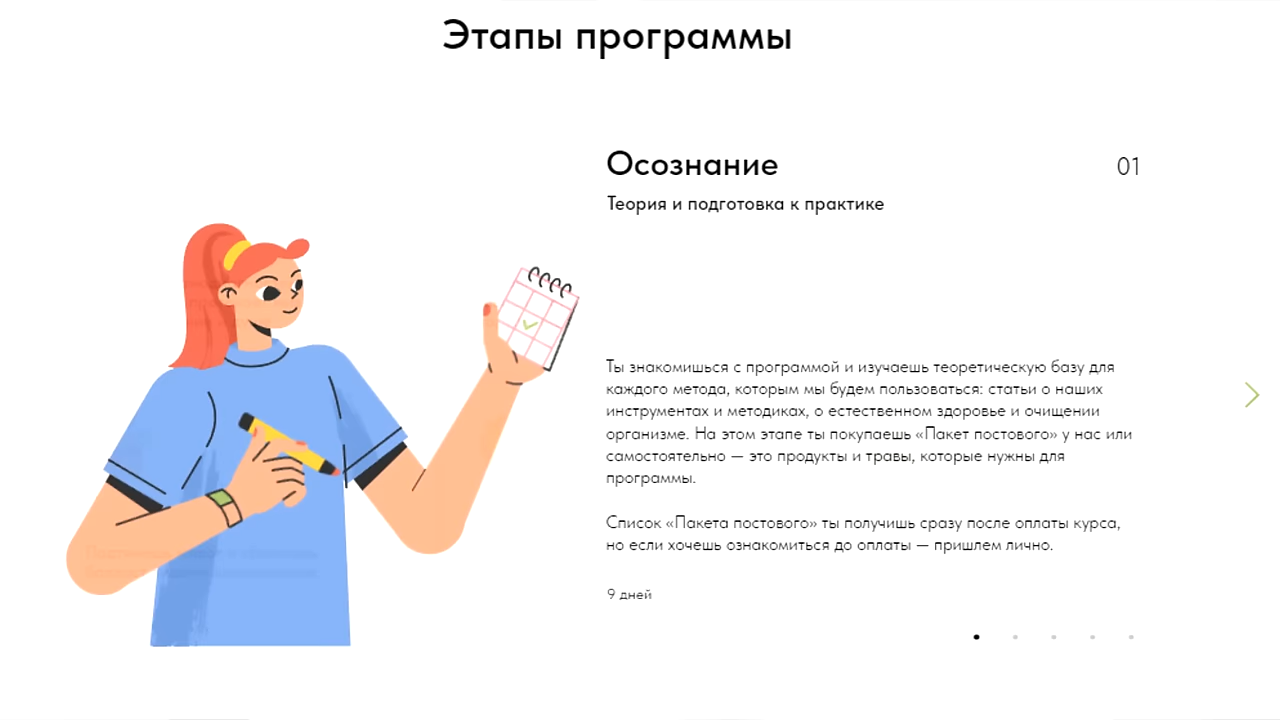 Этапы программы
Осознание
01
Теория и подготовка к практике
Ты знакомишься с программой и изучаешь теоретическую базу для
каждого метода, которым мы будем пользоваться: статьи о наших
инструментах и методиках, о естественном здоровье и очищении
организме. На этом этапе ты покупаешь «Пакет постового» у нас или
самостоятельно — это продукты и травы, которые нужны для
программы.
Список «Пакета постового» ты получишь сразу после оплаты курса,
но если хочешь ознакомиться до оплаты — пришлем лично.
9 дней